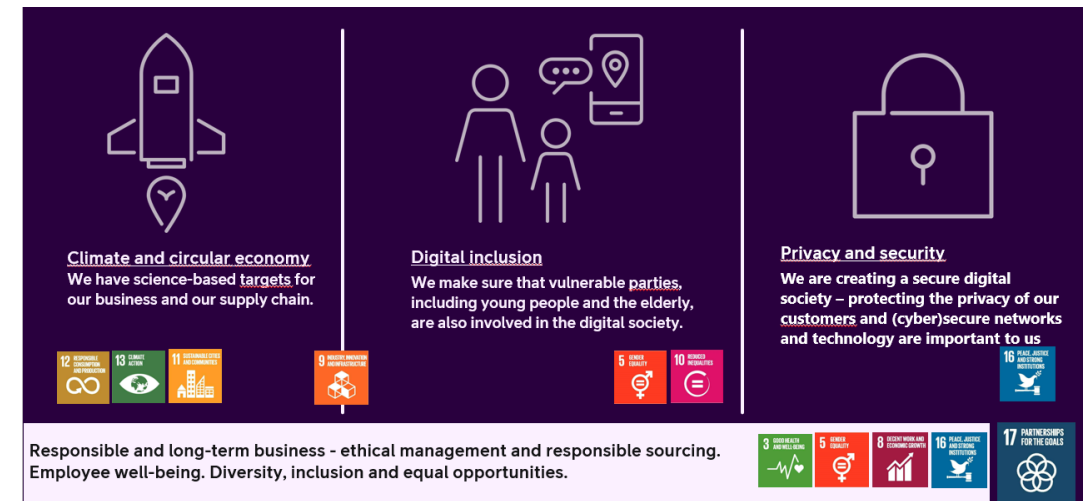 Climate and circular economy
We have science-based targets for
our business and our supply chain.
12 RESPONSIBLE
CONSUMPTION
AND PRODUCTION
13 CLIMATE
ACTION
11 SUSTAINABLE CITIES
AND COMMUNITIES
9 INDUSTRY, INNOVATION
AND INFRASTRUCTURE
Digital inclusion
We make sure that vulnerable parties,
including young people and the elderly,
are also involved in the digital society.
5 GENDER
EQUALITY
10 REDUCED
INEQUALITIES
Privacy and security
We are creating a secure digital
society – protecting the privacy of our
customers and (cyber)secure networks
and technology are important to us
16 PEACE, JUSTICE
AND STRONG
INSTITUTIONS
Responsible and long-term business - ethical management and responsible sourcing.
Employee well-being. Diversity, inclusion and equal opportunities.
3 GOOD HEALTH
AND WELL-BEING
5 GENDER
EQUALITY
8 DECENT WORK AND
ECONOMIC GROWTH
16 PEACE, JUSTICE
AND STRONG
INSTITUTIONS
17 PARTNERSHIPS
FOR THE GOALS